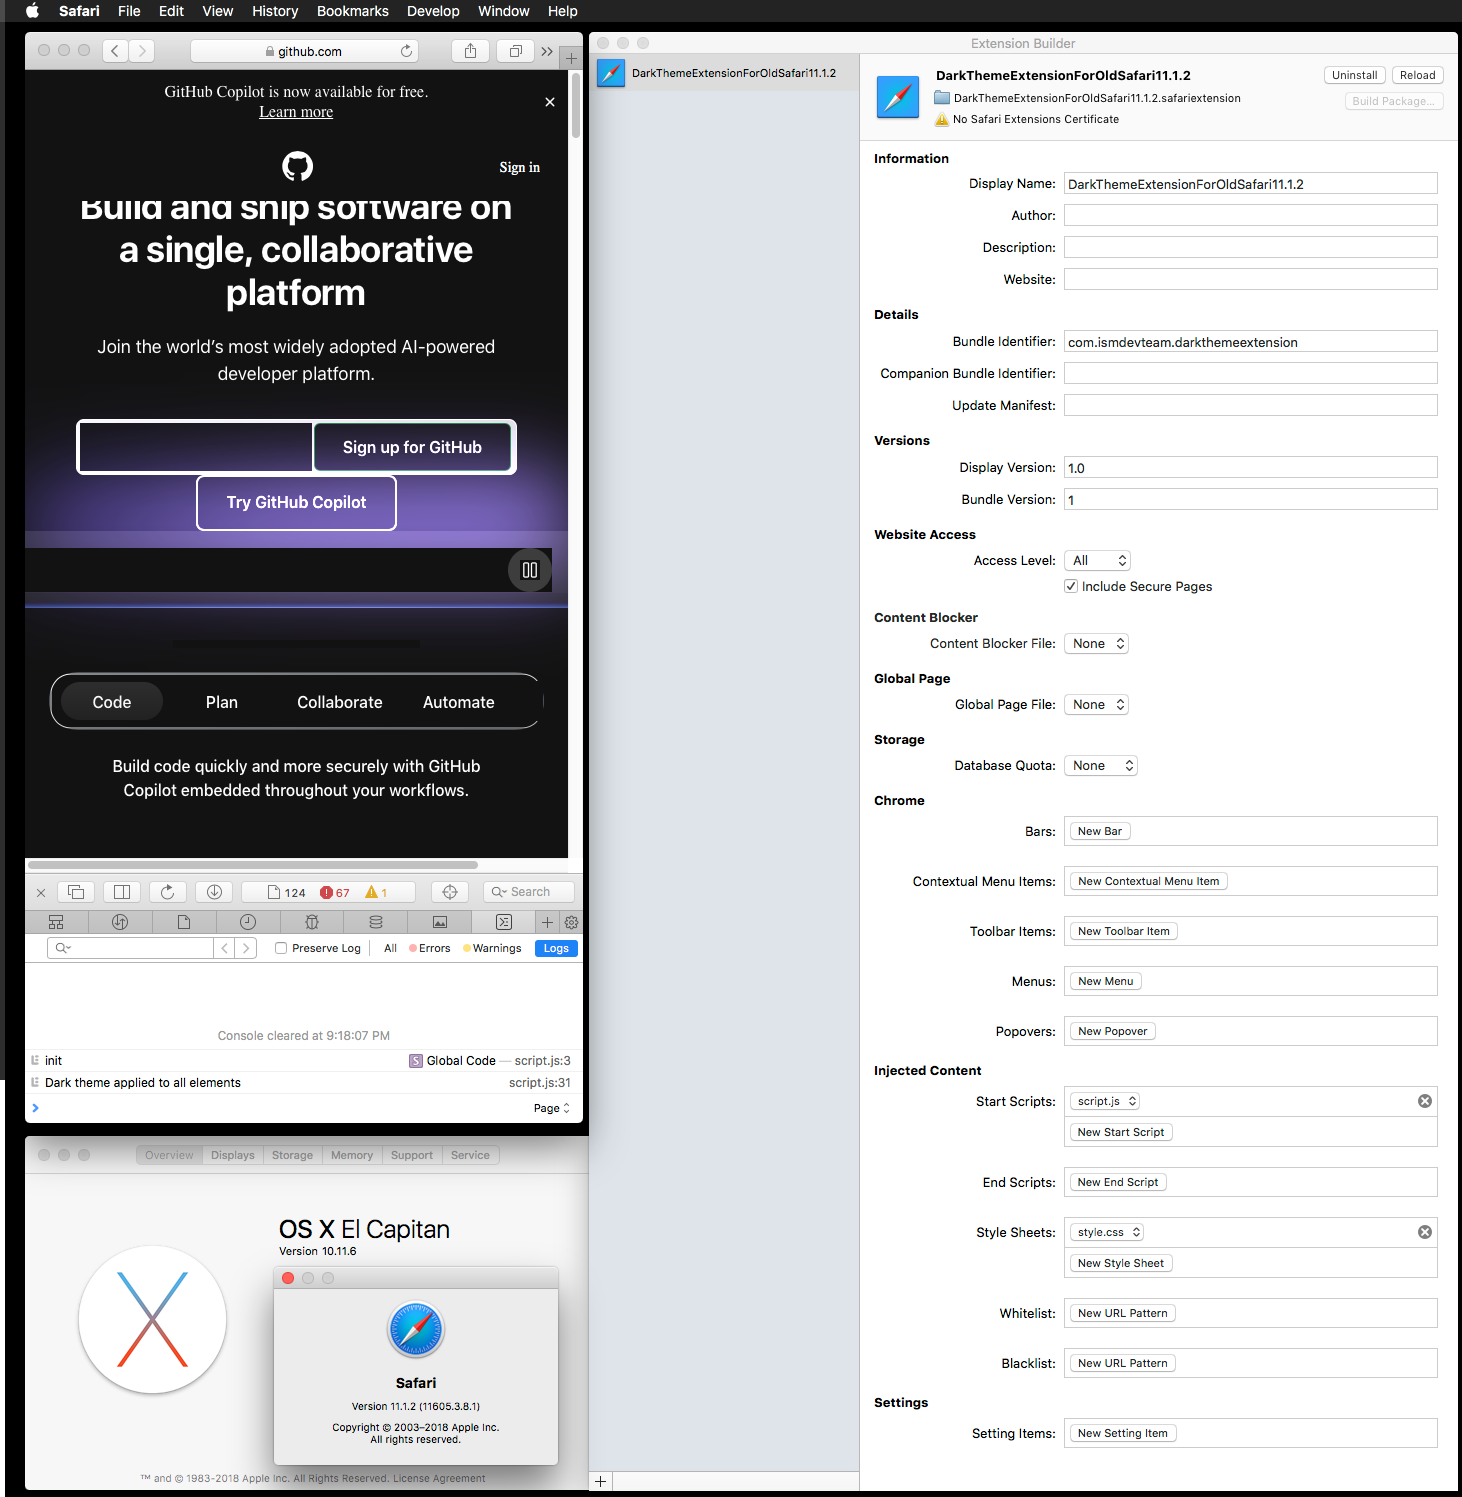 Safari File Edit View History Bookmarks Develop Window Help
github.com
GitHub Copilot is now available for free.
Learn more
Sign in
Build and ship software on
a single, collaborative
platform
Join the world's most widely adopted AI-powered
developer platform.
Sign up for GitHub
Try GitHub Copilot
Code Plan Collaborate Automate
Build code quickly and more securely with GitHub
Copilot embedded throughout your workflows.
124 67 1 Search
Preserve Log All Errors Warnings Logs
Console cleared at 9:18:07 PM
init Global Code — script.js:3
Dark theme applied to all elements script.js:31
Page
Overview Displays Storage Memory Support Service
OS X El Capitan
Version 10.11.6
Safari
Version 11.1.2 (11605.3.8.1)
Copyright © 2003–2018 Apple Inc.
All rights reserved.
™ and © 1983-2018 Apple Inc. All Rights Reserved. License Agreement
Extension Builder
DarkThemeExtensionForOldSafari11.1.2
DarkThemeExtensionForOldSafari11.1.2
Uninstall Reload
DarkThemeExtensionForOldSafari11.1.2.safariextension
Build Package...
No Safari Extensions Certificate
Information
Display Name: DarkThemeExtensionForOldSafari11.1.2
Author:
Description:
Website:
Details
Bundle Identifier: com.ismdevteam.darkthemeextension
Companion Bundle Identifier:
Update Manifest:
Versions
Display Version: 1.0
Bundle Version: 1
Website Access
Access Level: All
Include Secure Pages
Content Blocker
Content Blocker File: None
Global Page
Global Page File: None
Storage
Database Quota: None
Chrome
Bars: New Bar
Contextual Menu Items: New Contextual Menu Item
Toolbar Items: New Toolbar Item
Menus: New Menu
Popovers: New Popover
Injected Content
Start Scripts: script.js
New Start Script
End Scripts: New End Script
Style Sheets: style.css
New Style Sheet
Whitelist: New URL Pattern
Blacklist: New URL Pattern
Settings
Setting Items: New Setting Item